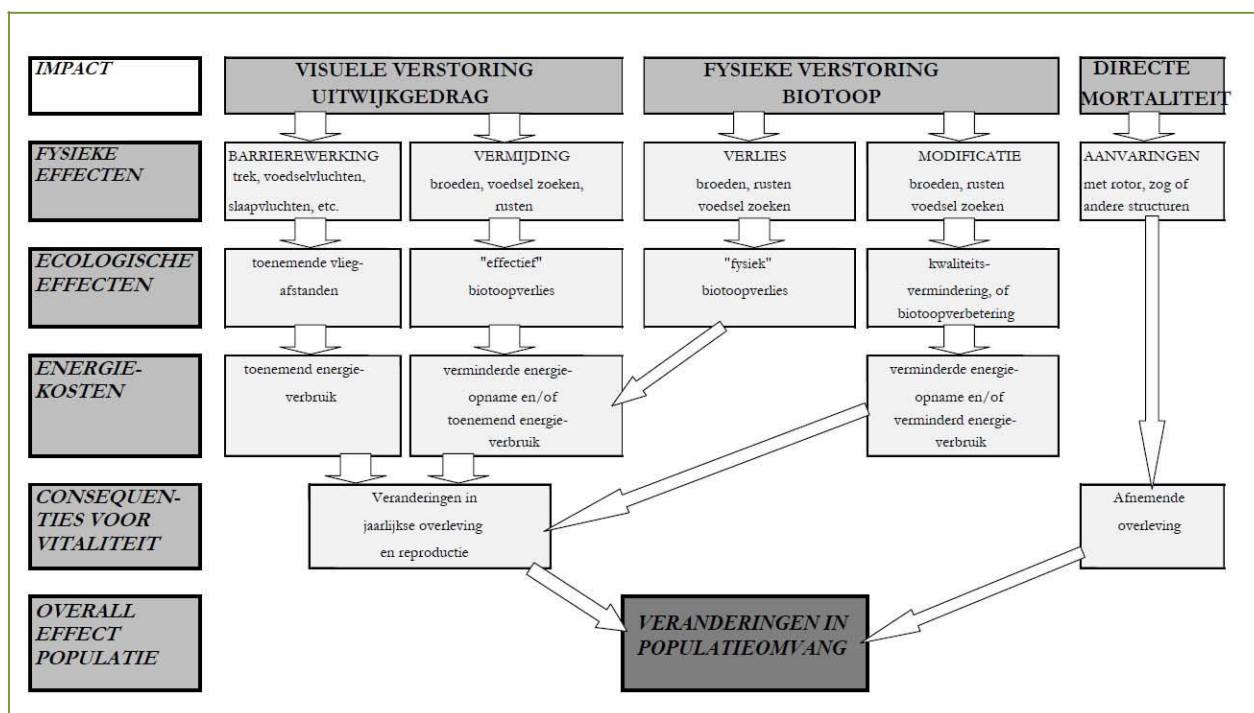 IMPACT
VISUELE VERSTORING
UITWIJKGEDRAG
FYSIEKE VERSTORING
BIOTOOP
DIRECTE
MORTALITEIT
FYSIEKE
EFFECTEN
BARRIEREWERKING
trek, voedselvluchten,
slaapvluchten, etc.
VERMIJDING
broeden, voedsel zoeken,
rusten
VERLIES
broeden, rusten
voedsel zoeken
MODIFICATIE
broeden, rusten
voedsel zoeken
AANVARINGEN
met rotor, zog of
andere structuren
ECOLOGISCHE
EFFECTEN
toenemende vlieg-
afstanden
"effectief"
biotoopverlies
"fysiek"
biotoopverlies
kwaliteits-
vermindering, of
biotoopverbetering
ENERGIE-
KOSTEN
toenemend energie-
verbruik
verminderde energie-
opname en/of
toenemend energie-
verbruik
verminderde energie-
opname en/of
verminderd energie-
verbruik
CONSEQUEN-
TIES VOOR
VITALITEIT
Veranderingen in
jaarlijkse overleving
en reproductie
Afnemende
overleving
OVERALL
EFFECT
POPULATIE
VERANDERINGEN IN
POPULATIEOMVANG